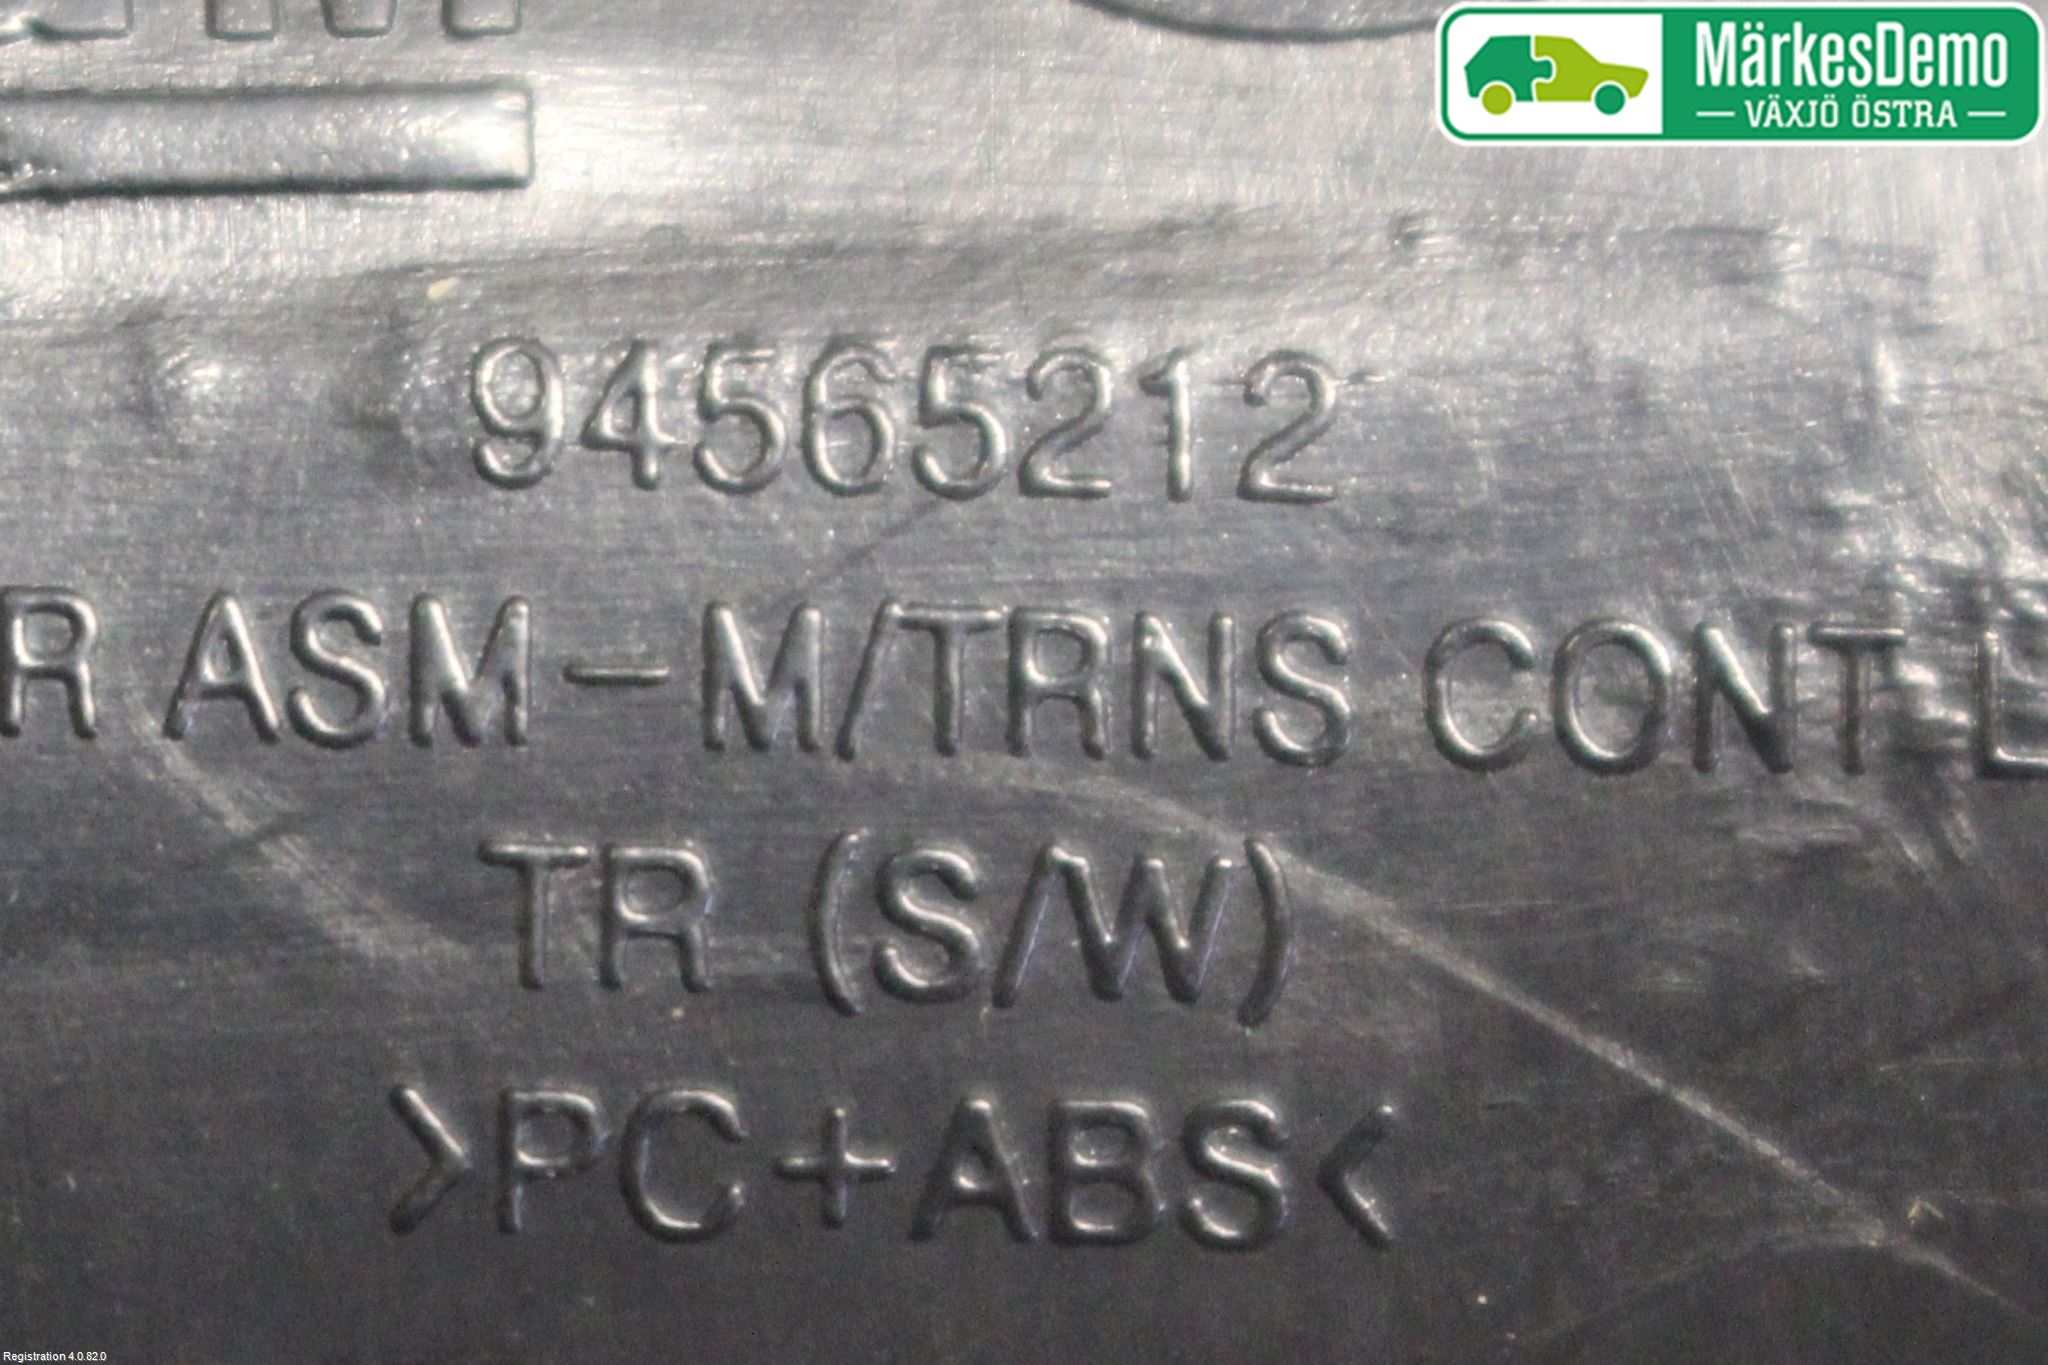 MärkesDemo
VÄXJÖ ÖSTRA
94565212
R ASM-M/TRNS CONT
TR (S/W)
>PC+ABS<
Registration 4.0.82.0